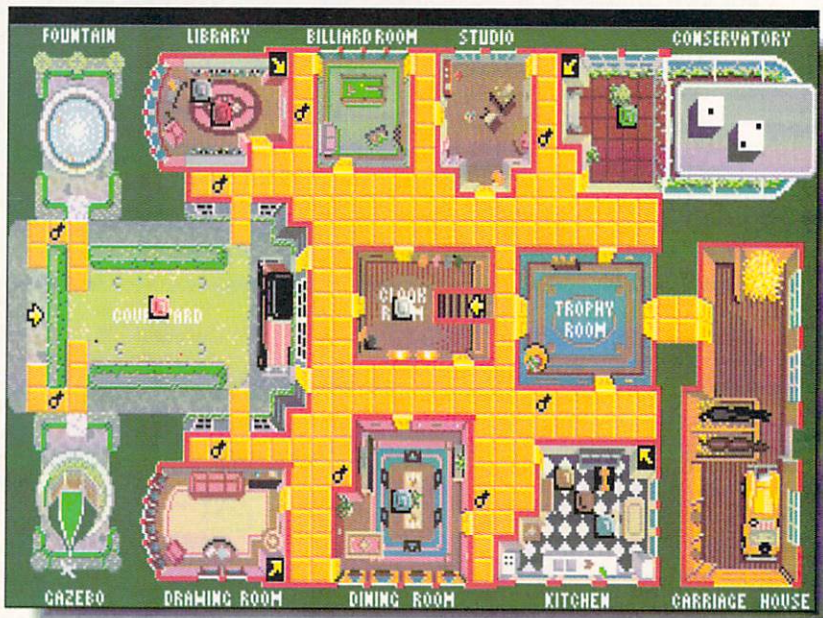 FOUNTAIN
LIBRARY
BILLIARD ROOM
STUDIO
CONSERVATORY
COURTYARD
CLOAK
ROOM
TROPHY
ROOM
GAZEBO
DRAWING ROOM
DINING ROOM
KITCHEN
CARRIAGE HOUSE